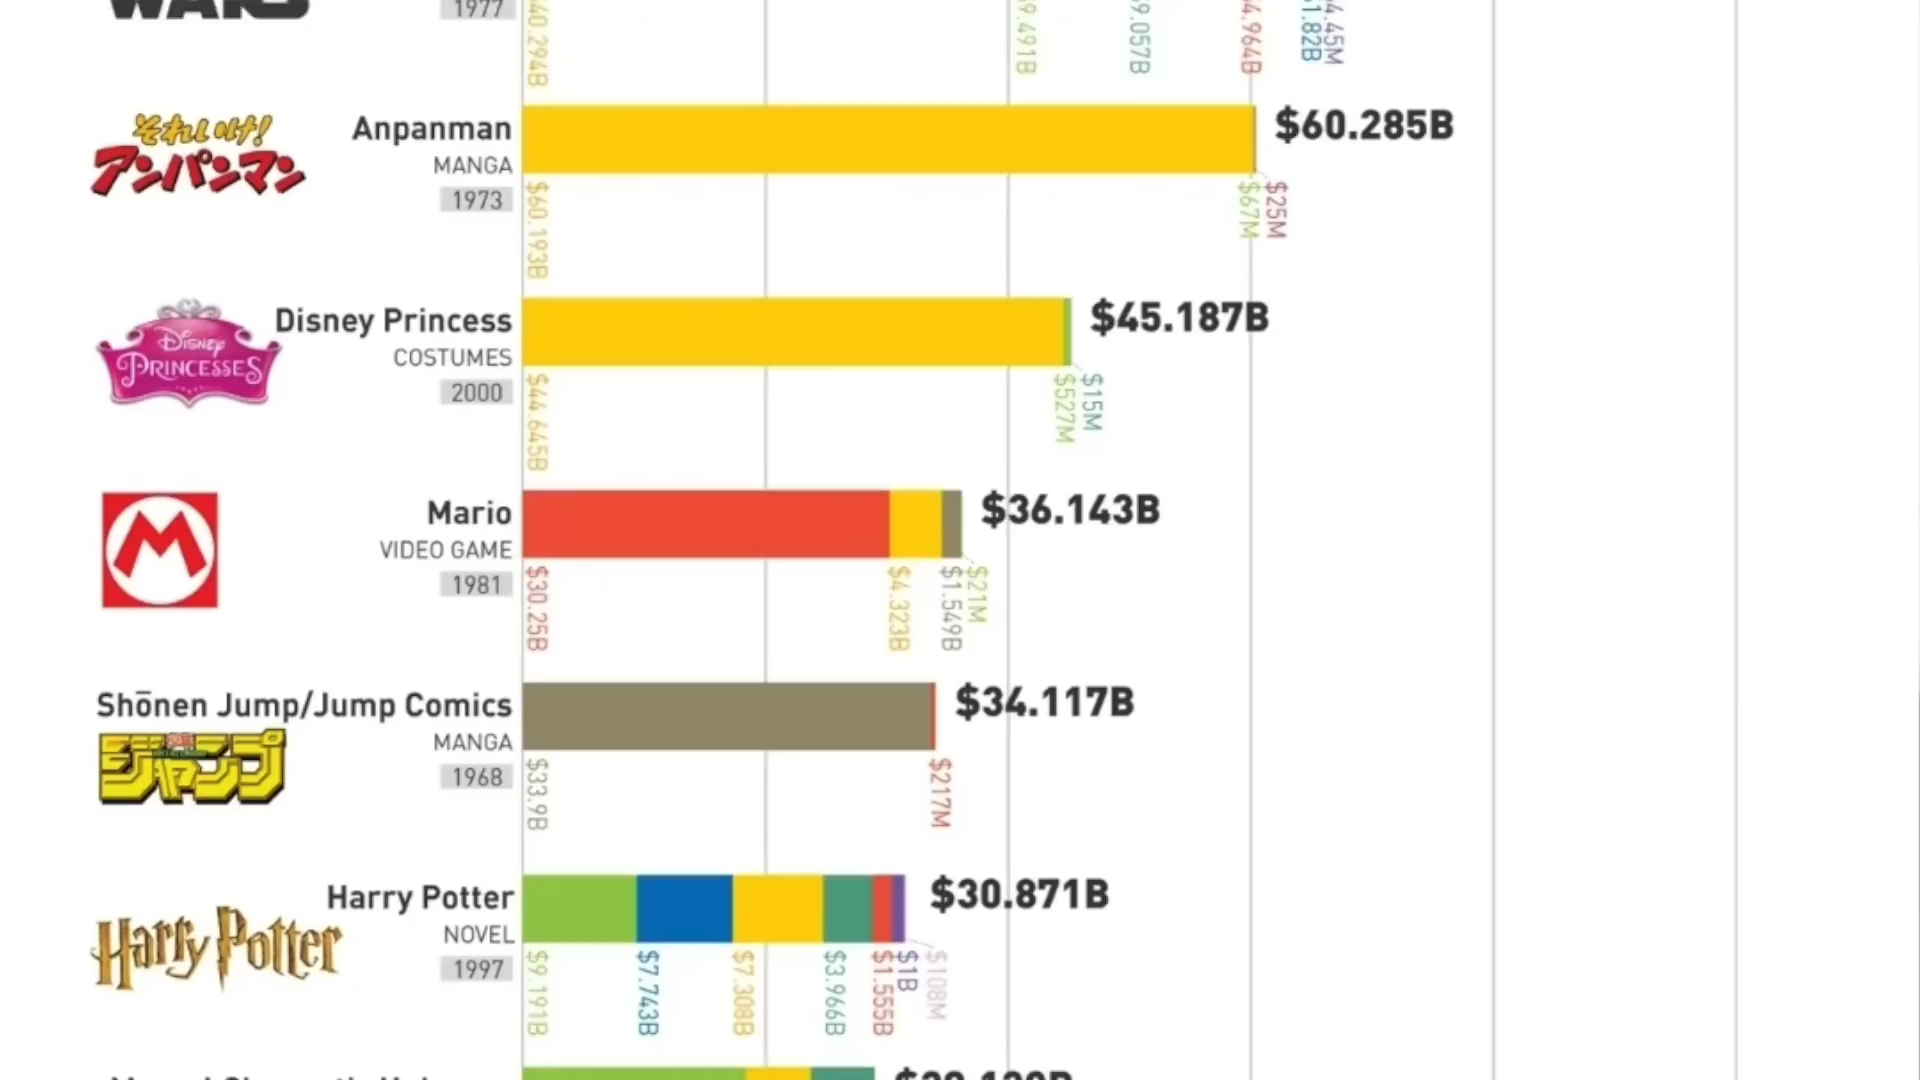 1977
$40.294B
Anpanman
MANGA
1973
$60.285B
$60.193B
$67M
$25M
それいけ!
アンパンマン
Disney Princess
COSTUMES
2000
$45.187B
$44.645B
$527M
$15M
DISNEY
PRINCESSES
Mario
VIDEO GAME
1981
$36.143B
$30.25B
$4.323B
$1.549B
$21M
M
Shōnen Jump/Jump Comics
MANGA
1968
$34.117B
$33.9B
$217M
ジャンプ
Harry Potter
NOVEL
1997
$30.871B
$9.191B
$7.743B
$7.308B
$3.966B
$1.555B
$1B
$108M
Harry Potter